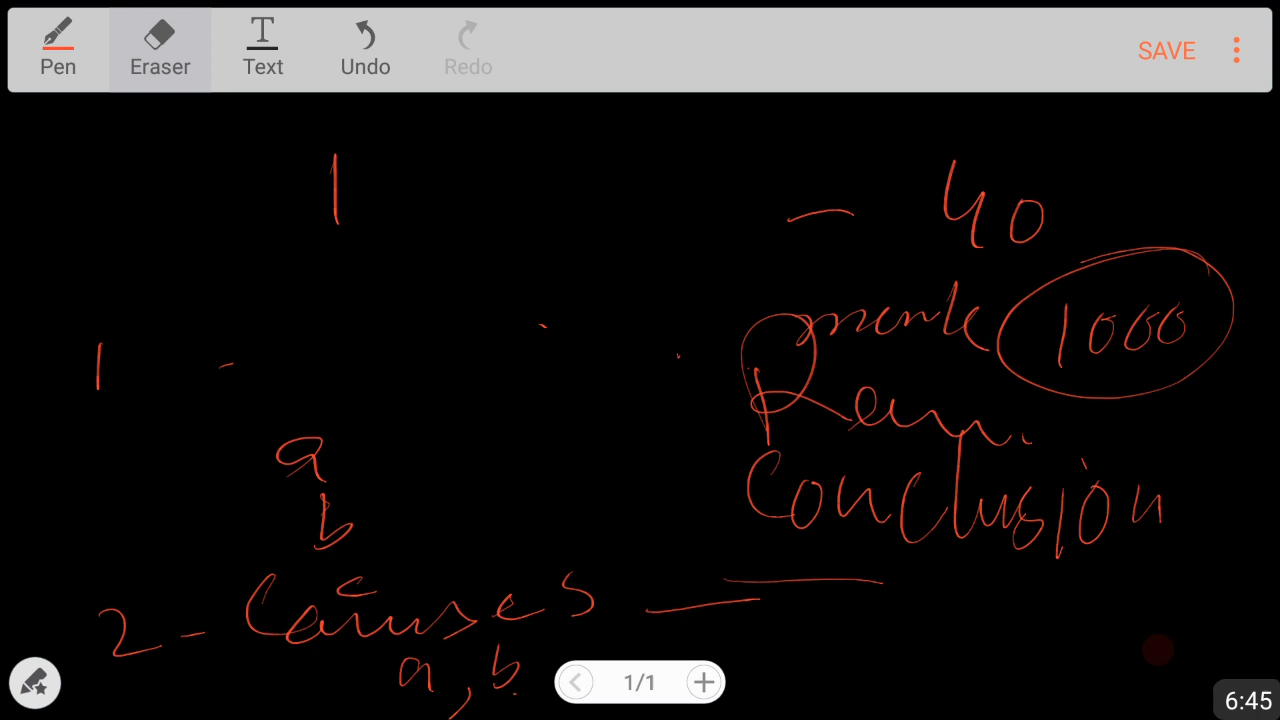 Pen Eraser Text Undo Redo SAVE
1 - 40
1000
1 -
a
b
Conclusion
2 - Causes -
a, b
1/1
6:45